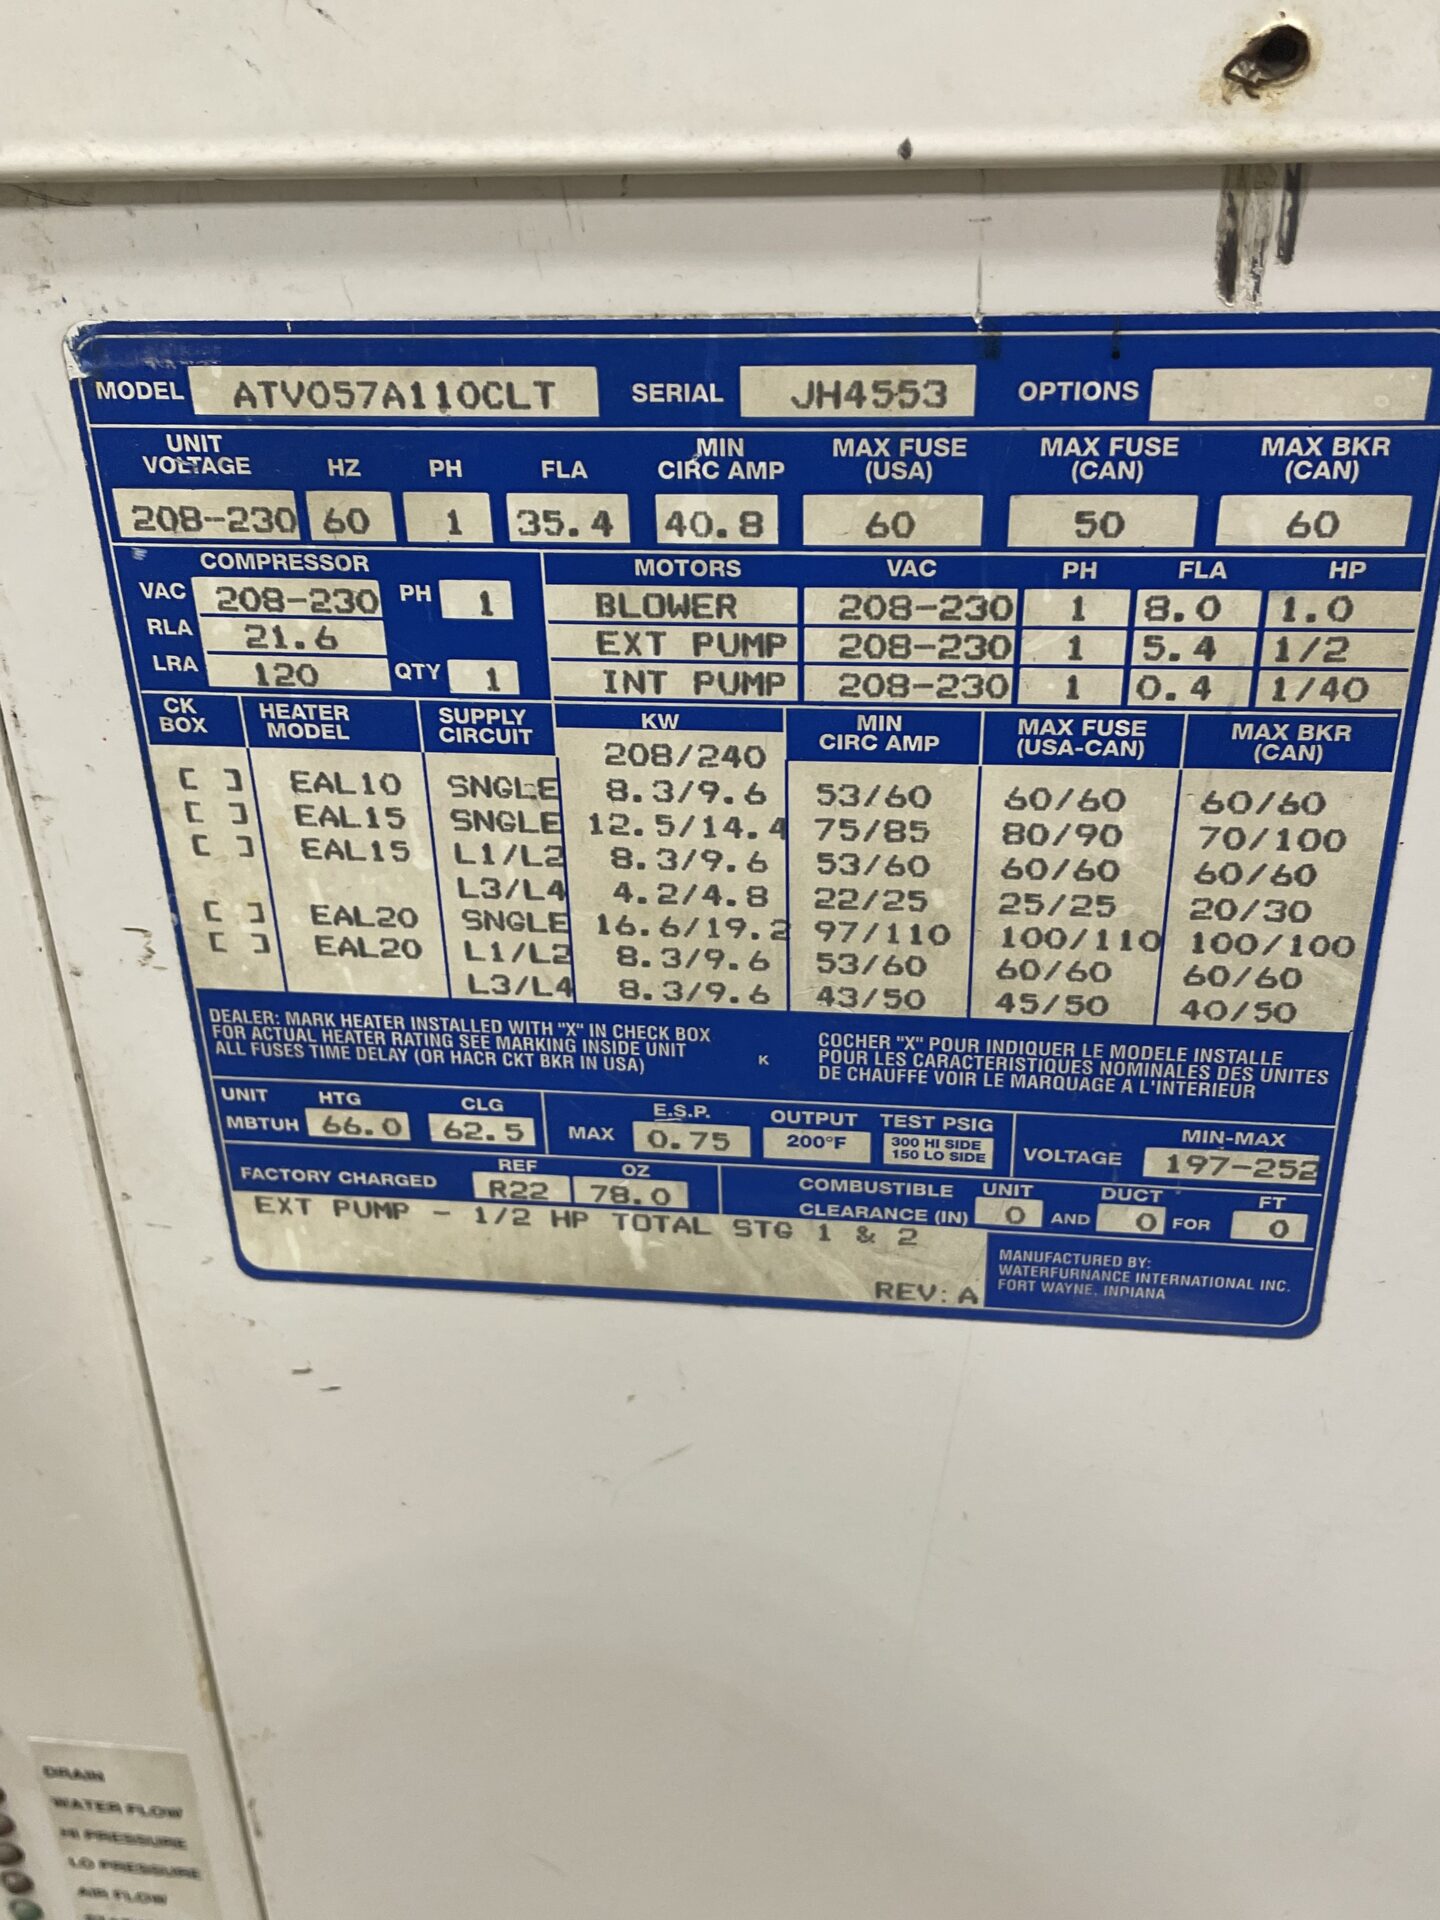 MODEL ATV057A110CLT SERIAL JH4553 OPTIONS
UNIT VOLTAGE HZ PH FLA MIN CIRC AMP MAX FUSE (USA) MAX FUSE (CAN) MAX BKR (CAN)
208-230 60 1 35.4 40.8 60 50 60
COMPRESSOR MOTORS VAC PH FLA HP
VAC 208-230 PH 1 BLOWER 208-230 1 8.0 1.0
RLA 21.6 EXT PUMP 208-230 1 5.4 1/2
LRA 120 QTY 1 INT PUMP 208-230 1 0.4 1/40
CK BOX HEATER MODEL SUPPLY CIRCUIT KW MIN CIRC AMP MAX FUSE (USA-CAN) MAX BKR (CAN)
208/240
[ ] EAL10 SNGLE 8.3/9.6 53/60 60/60 60/60
[ ] EAL15 SNGLE 12.5/14.4 75/85 80/90 70/100
[ ] EAL15 L1/L2 8.3/9.6 53/60 60/60 60/60
L3/L4 4.2/4.8 22/25 25/25 20/30
[ ] EAL20 SNGLE 16.6/19.2 97/110 100/110 100/100
[ ] EAL20 L1/L2 8.3/9.6 53/60 60/60 60/60
L3/L4 8.3/9.6 43/50 45/50 40/50
DEALER: MARK HEATER INSTALLED WITH "X" IN CHECK BOX
FOR ACTUAL HEATER RATING SEE MARKING INSIDE UNIT
ALL FUSES TIME DELAY (OR HACR CKT BKR IN USA)
K
COCHER "X" POUR INDIQUER LE MODELE INSTALLE
POUR LES CARACTERISTIQUES NOMINALES DES UNITES
DE CHAUFFE VOIR LE MARQUAGE A L'INTERIEUR
UNIT HTG CLG E.S.P. OUTPUT TEST PSIG MIN-MAX
MBTUH 66.0 62.5 MAX 0.75 200°F 300 HI SIDE 150 LO SIDE VOLTAGE 197-252
FACTORY CHARGED REF R22 OZ 78.0 COMBUSTIBLE CLEARANCE (IN) UNIT 0 AND DUCT 0 FOR FT 0
EXT PUMP - 1/2 HP TOTAL STG 1 & 2
REV: A
MANUFACTURED BY:
WATERFURNANCE INTERNATIONAL INC.
FORT WAYNE, INDIANA
DRAIN
WATER FLOW
HI PRESSURE
LO PRESSURE
AIR FLOW